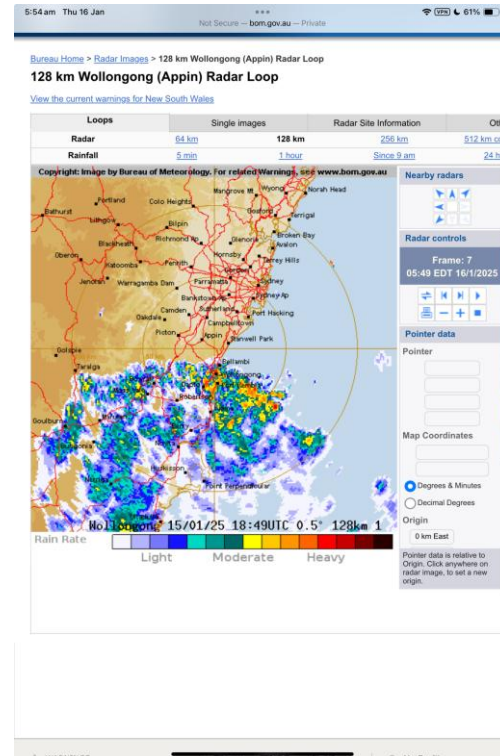 5:54 am Thu 16 Jan
VPN 61%
Not Secure — bom.gov.au — Private
Bureau Home > Radar Images > 128 km Wollongong (Appin) Radar Loop
128 km Wollongong (Appin) Radar Loop
View the current warnings for New South Wales
Loops Single images Radar Site Information
Radar 64 km 128 km 256 km
Rainfall 5 min 1 hour Since 9 am
Copyright: Image by Bureau of Meteorology. For related Warnings, see www.bom.gov.au
Nearby radars
Wyong Norah Head
Portland Colo Heights
Bathurst Lithgow Gosford Terrigal
Bilpin
Broken Bay
Blackheath Richmond Ap Glenorie Avalon
Oberon Hornsby Terrey Hills
Katoomba Penrith
Jenolan Warragamba Dam Parramatta Sydney
Bankstown Sydney Ap
Camden Sutherland Port Hacking
Oakdale Campbelltown
Picton Appin Stanwell Park
Golspie
Taralga Bellambi
Wollongong
Robertson
Goulburn
Nerriga
Point Perpendicular
Radar controls
Frame: 7
05:49 EDT 16/1/2025
Pointer data
Pointer
Map Coordinates
Degrees & Minutes
Decimal Degrees
Origin
0 km East
Pointer data is relative to
Origin. Click anywhere on
radar image, to set a new
origin.
Wollongong 15/01/25 18:49UTC 0.5° 128km 1
Rain Rate
Light Moderate Heavy